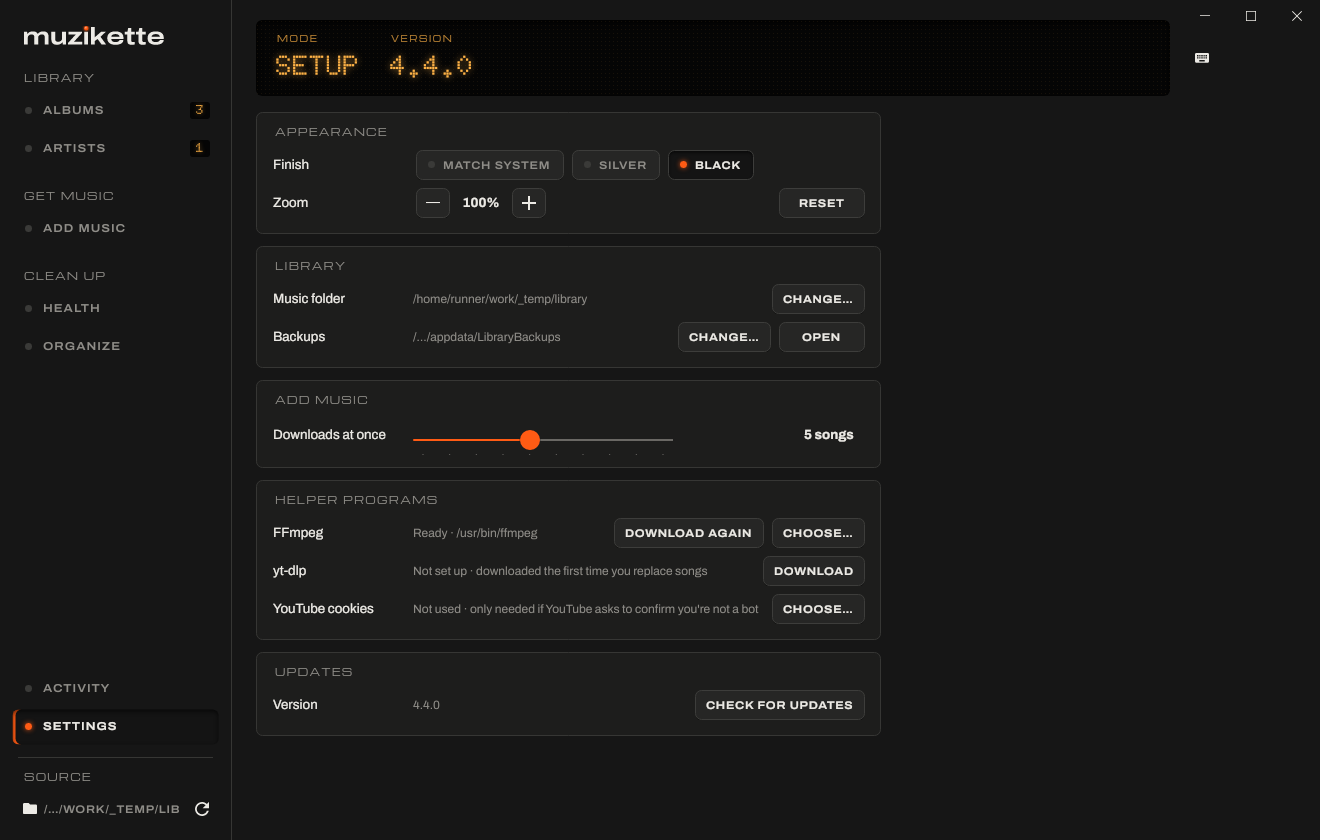 muzikette
LIBRARY
ALBUMS 3
ARTISTS 1
GET MUSIC
ADD MUSIC
CLEAN UP
HEALTH
ORGANIZE
ACTIVITY
SETTINGS
SOURCE
/.../WORK/_TEMP/LIB
MODE VERSION
SETUP 4.4.0
APPEARANCE
Finish MATCH SYSTEM SILVER BLACK
Zoom 100% RESET
LIBRARY
Music folder /home/runner/work/_temp/library CHANGE...
Backups /.../appdata/LibraryBackups CHANGE... OPEN
ADD MUSIC
Downloads at once 5 songs
HELPER PROGRAMS
FFmpeg Ready · /usr/bin/ffmpeg DOWNLOAD AGAIN CHOOSE...
yt-dlp Not set up · downloaded the first time you replace songs DOWNLOAD
YouTube cookies Not used · only needed if YouTube asks to confirm you're not a bot CHOOSE...
UPDATES
Version 4.4.0 CHECK FOR UPDATES